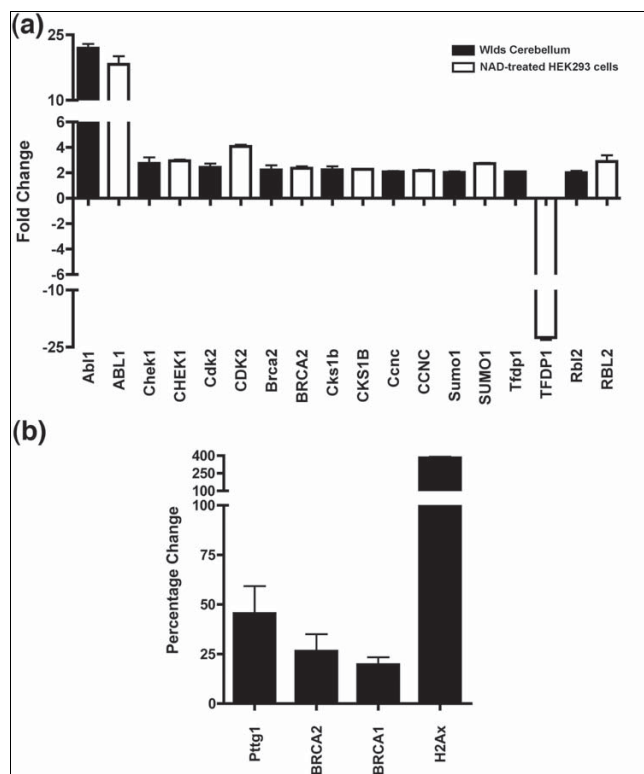 (a)
25
10
6
4
2
0
-2
-4
-6
-10
-25
Fold Change
Wlds Cerebellum
NAD-treated HEK293 cells
Abl1
ABL1
Chek1
CHEK1
Cdk2
CDK2
Brca2
BRCA2
Cks1b
CKS1B
Ccnc
CCNC
Sumo1
SUMO1
Tfdp1
TFDP1
Rbl2
RBL2
(b)
400
250
100
100
75
50
25
0
Percentage Change
Pttg1
BRCA2
BRCA1
H2Ax